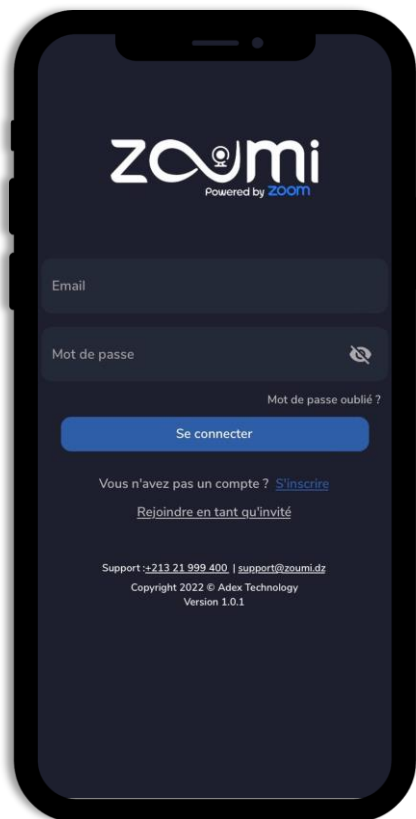 zoumi
Powered by zoom
Email
Mot de passe
Mot de passe oublié ?
Se connecter
Vous n'avez pas un compte ? S'inscrire
Rejoindre en tant qu'invité
Support :+213 21 999 400 | support@zoumi.dz
Copyright 2022 © Adex Technology
Version 1.0.1